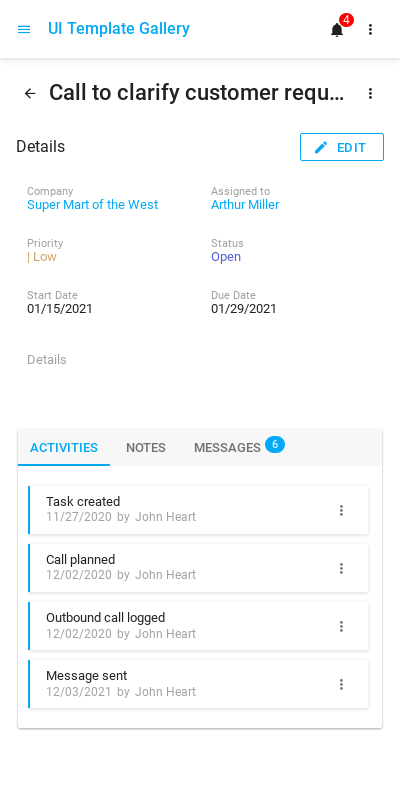 UI Template Gallery
4
Call to clarify customer requ...
Details
EDIT
Company
Assigned to
Super Mart of the West
Arthur Miller
Priority
Status
| Low
Open
Start Date
Due Date
01/15/2021
01/29/2021
Details
ACTIVITIES
NOTES
MESSAGES 6
Task created
11/27/2020 by John Heart
Call planned
12/02/2020 by John Heart
Outbound call logged
12/02/2020 by John Heart
Message sent
12/03/2021 by John Heart